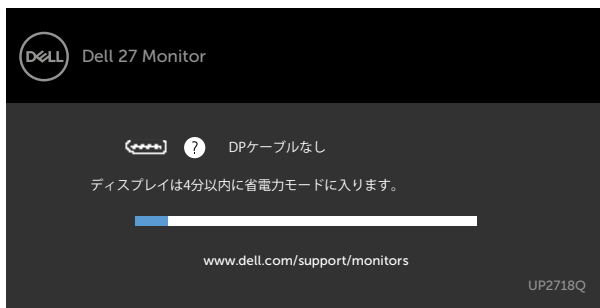 DELL
Dell 27 Monitor
? DPケーブルなし
ディスプレイは4分以内に省電力モードに入ります。
www.dell.com/support/monitors
UP2718Q